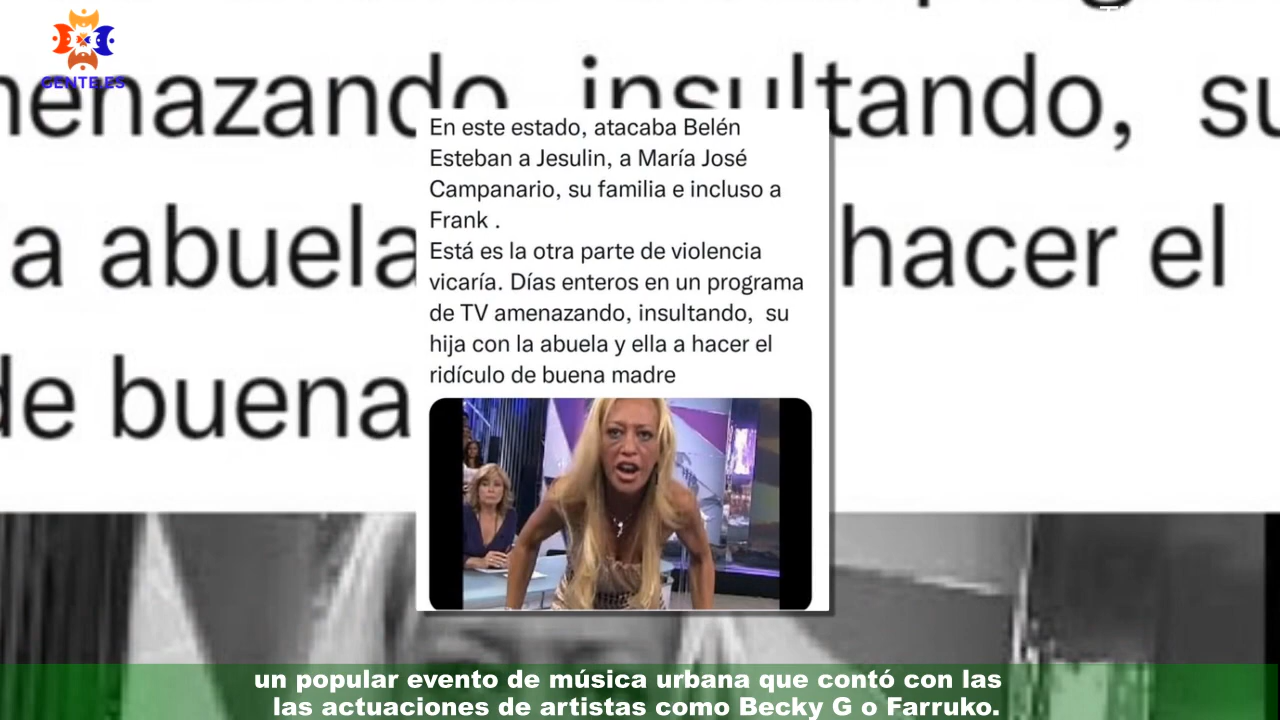 GENTE.ES
menazando, insultando, su
En este estado, atacaba Belén
Esteban a Jesulin, a María José
Campanario, su familia e incluso a
Frank .
Está es la otra parte de violencia
vicaría. Días enteros en un programa
de TV amenazando, insultando, su
hija con la abuela y ella a hacer el
ridículo de buena madre
a abuela
hacer el
de buena
un popular evento de música urbana que contó con las
las actuaciones de artistas como Becky G o Farruko.